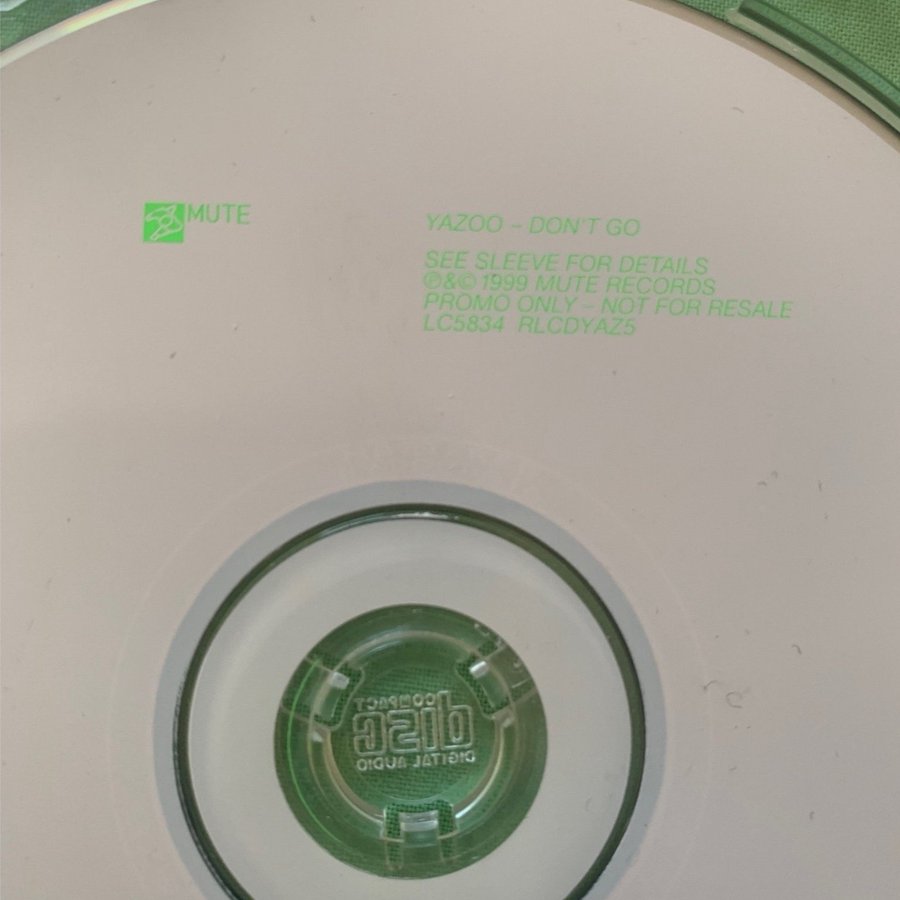 MUTE
YAZOO - DON'T GO
SEE SLEEVE FOR DETAILS
℗&© 1999 MUTE RECORDS
PROMO ONLY - NOT FOR RESALE
LC5834 RLCDYAZ5
COMPACT
disc
DIGITAL AUDIO